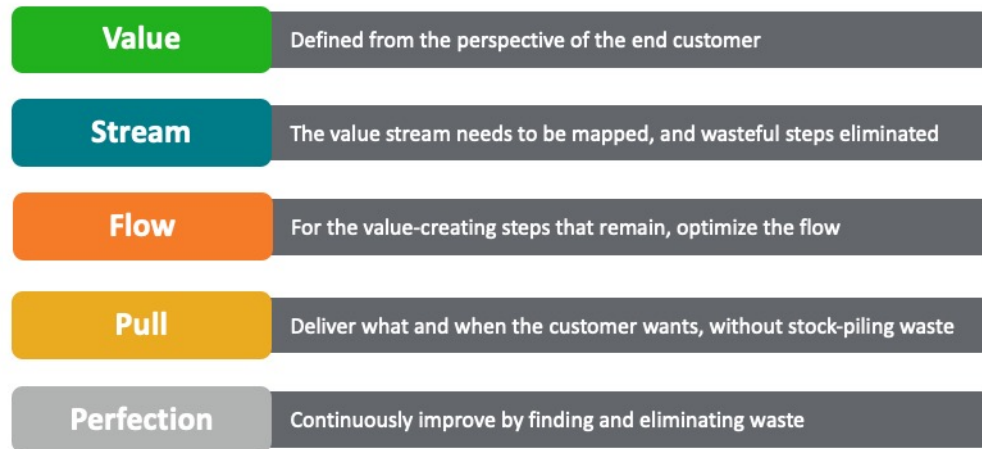 Value
Defined from the perspective of the end customer
Stream
The value stream needs to be mapped, and wasteful steps eliminated
Flow
For the value-creating steps that remain, optimize the flow
Pull
Deliver what and when the customer wants, without stock-piling waste
Perfection
Continuously improve by finding and eliminating waste